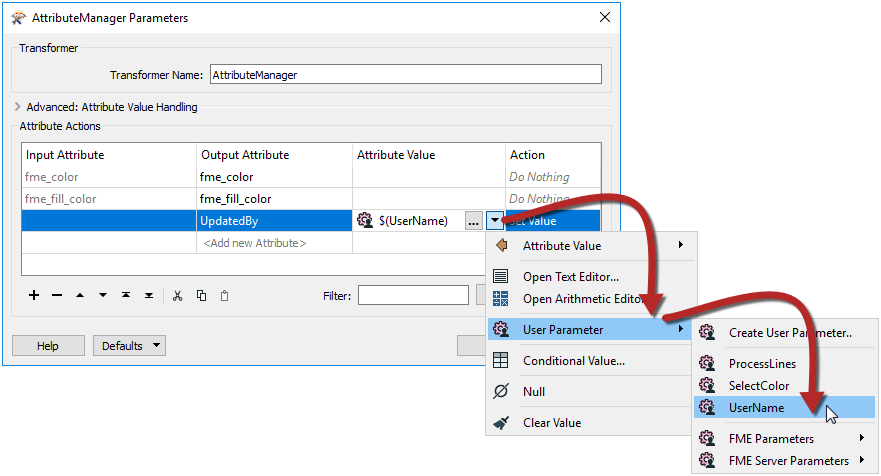 AttributeManager Parameters
Transformer
Transformer Name: AttributeManager
Advanced: Attribute Value Handling
Attribute Actions
Input Attribute Output Attribute Attribute Value Action
fme_color fme_color Do Nothing
fme_fill_color fme_fill_color Do Nothing
UpdatedBy $(UserName) ... Set Value
<Add new Attribute>
Filter:
Help Defaults
Attribute Value
Open Text Editor...
Open Arithmetic Editor
User Parameter
Conditional Value...
Null
Clear Value
Create User Parameter..
ProcessLines
SelectColor
UserName
FME Parameters
FME Server Parameters